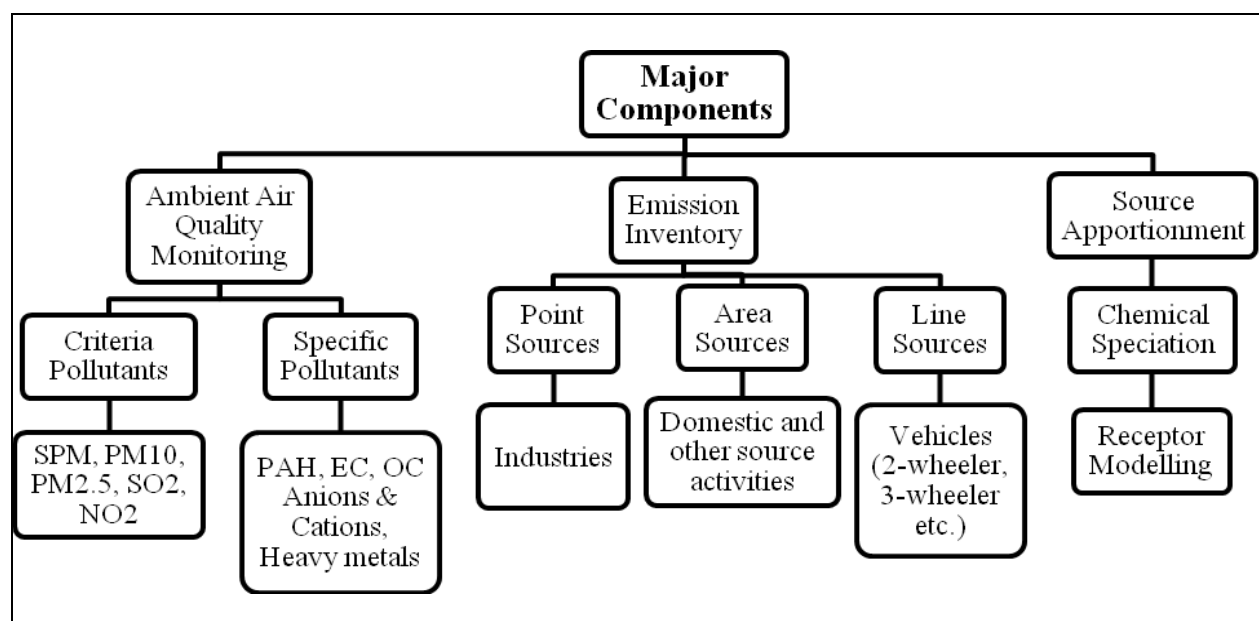 Major
Components
Ambient Air
Quality
Monitoring
Emission
Inventory
Source
Apportionment
Criteria
Pollutants
Specific
Pollutants
Point
Sources
Area
Sources
Line
Sources
Chemical
Speciation
SPM, PM10,
PM2.5, SO2,
NO2
PAH, EC, OC
Anions &
Cations,
Heavy metals
Industries
Domestic and
other source
activities
Vehicles
(2-wheeler,
3-wheeler
etc.)
Receptor
Modelling